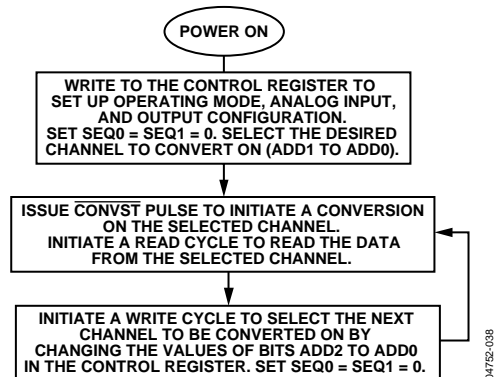 POWER ON
WRITE TO THE CONTROL REGISTER TO
SET UP OPERATING MODE, ANALOG INPUT,
AND OUTPUT CONFIGURATION.
SET SEQ0 = SEQ1 = 0. SELECT THE DESIRED
CHANNEL TO CONVERT ON (ADD1 TO ADD0).
ISSUE CONVST PULSE TO INITIATE A CONVERSION
ON THE SELECTED CHANNEL.
INITIATE A READ CYCLE TO READ THE DATA
FROM THE SELECTED CHANNEL.
INITIATE A WRITE CYCLE TO SELECT THE NEXT
CHANNEL TO BE CONVERTED ON BY
CHANGING THE VALUES OF BITS ADD2 TO ADD0
IN THE CONTROL REGISTER. SET SEQ0 = SEQ1 = 0.
04752-038